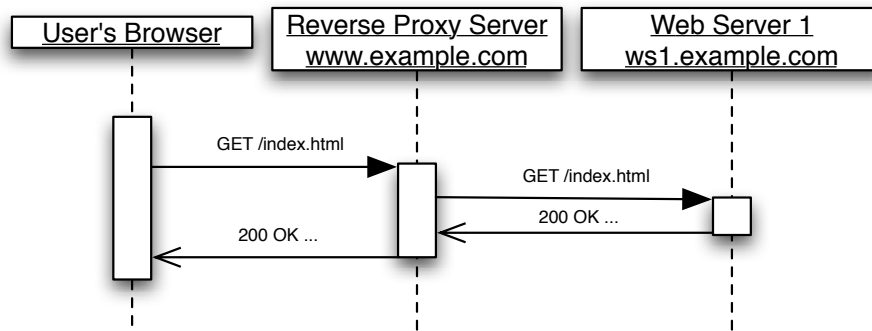 User's Browser
Reverse Proxy Server
www.example.com
Web Server 1
ws1.example.com
GET /index.html
GET /index.html
200 OK ...
200 OK ...